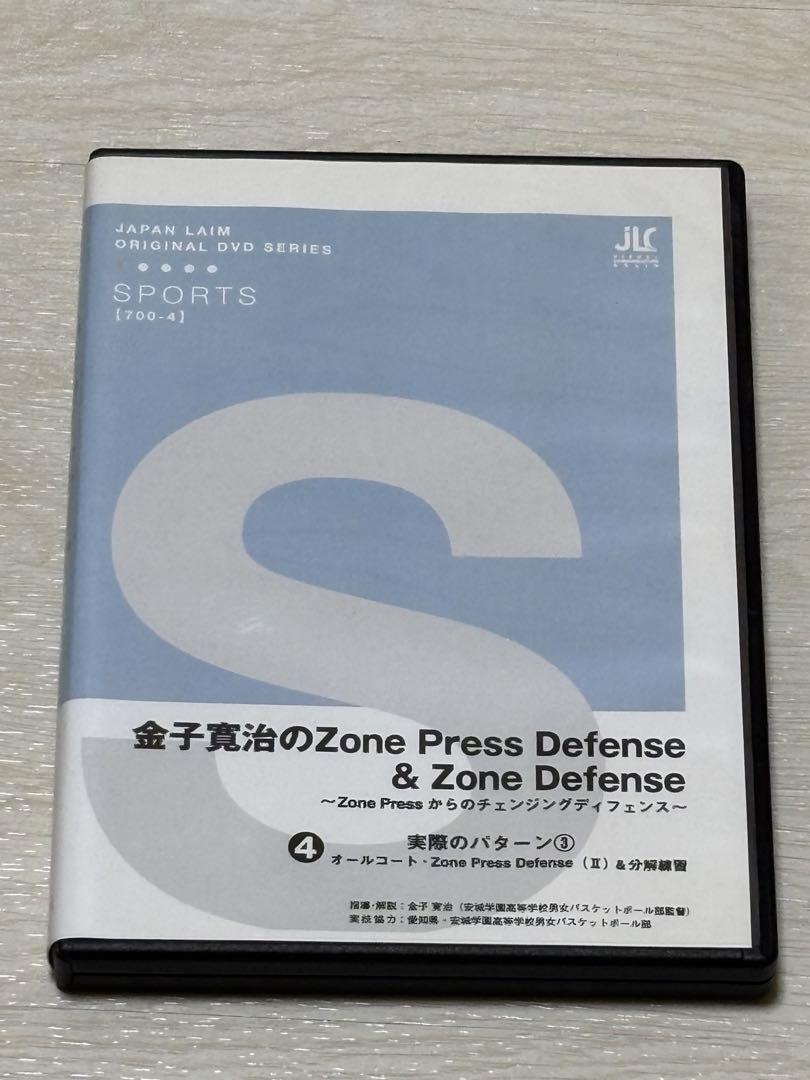 JAPAN LAIM
ORIGINAL DVD SERIES
SPORTS
【700-4】
JLC
金子寛治のZone Press Defense
& Zone Defense
〜Zone Press からのチェンジングディフェンス〜
4 実際のパターン③
オールコート・Zone Press Defense（Ⅱ）& 分解練習
指導・解説：金子 寛治（安城学園高等学校男女バスケットボール部監督）
実技協力：愛知県・安城学園高等学校男女バスケットボール部